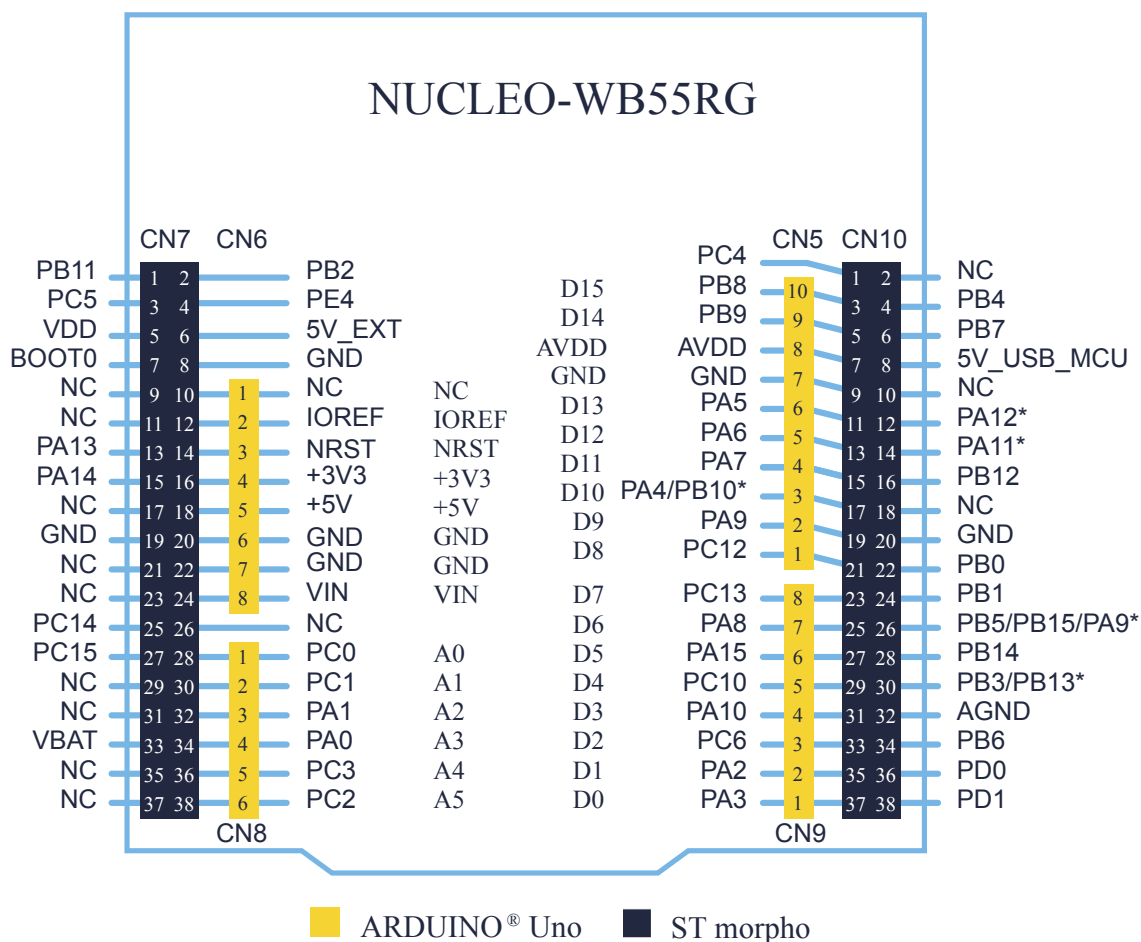 NUCLEO-WB55RG
CN7 CN6 CN5 CN10
PC4
PB11 1 2 PB2 1 2 NC
D15 PB8 10
PC5 3 4 PE4 3 4 PB4
D14 PB9 9
VDD 5 6 5V_EXT 5 6 PB7
AVDD AVDD 8
BOOT0 7 8 GND 7 8 5V_USB_MCU
GND GND 7
NC 9 10 1 NC NC 9 10 NC
D13 PA5 6
NC 11 12 2 IOREF IOREF 11 12 PA12*
D12 PA6 5
PA13 13 14 3 NRST NRST 13 14 PA11*
D11 PA7 4
PA14 15 16 4 +3V3 +3V3 15 16 PB12
D10 PA4/PB10* 3
NC 17 18 5 +5V +5V 17 18 NC
D9 PA9 2
GND 19 20 6 GND GND 19 20 GND
D8 PC12 1
NC 21 22 7 GND GND 21 22 PB0
NC 23 24 8 VIN VIN D7 PC13 8 23 24 PB1
PC14 25 26 NC D6 PA8 7 25 26 PB5/PB15/PA9*
PC15 27 28 1 PC0 A0 D5 PA15 6 27 28 PB14
NC 29 30 2 PC1 A1 D4 PC10 5 29 30 PB3/PB13*
NC 31 32 3 PA1 A2 D3 PA10 4 31 32 AGND
VBAT 33 34 4 PA0 A3 D2 PC6 3 33 34 PB6
NC 35 36 5 PC3 A4 D1 PA2 2 35 36 PD0
NC 37 38 6 PC2 A5 D0 PA3 1 37 38 PD1
CN8 CN9
ARDUINO® Uno ST morpho